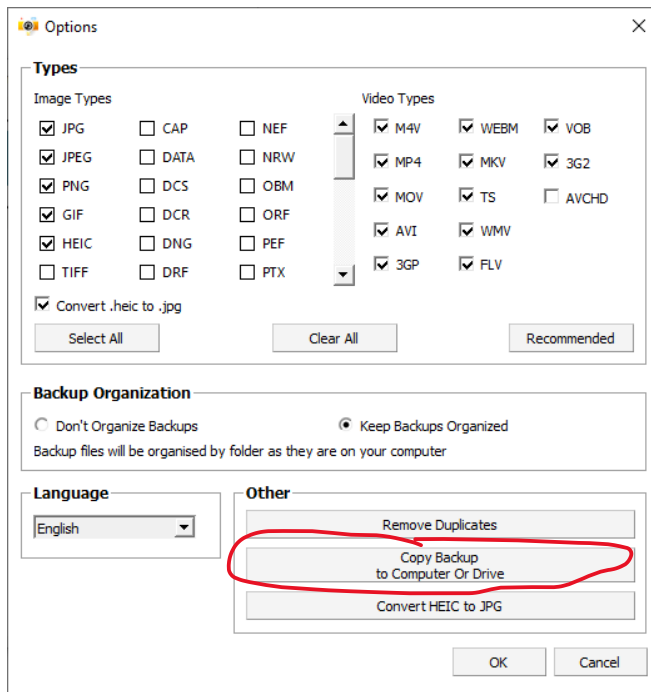 Options
Types
Image Types
Video Types
JPG CAP NEF
JPEG DATA NRW
PNG DCS OBM
GIF DCR ORF
HEIC DNG PEF
TIFF DRF PTX
M4V WEBM VOB
MP4 MKV 3G2
MOV TS AVCHD
AVI WMV
3GP FLV
Convert .heic to .jpg
Select All
Clear All
Recommended
Backup Organization
Don't Organize Backups
Keep Backups Organized
Backup files will be organised by folder as they are on your computer
Language
English
Other
Remove Duplicates
Copy Backup
to Computer Or Drive
Convert HEIC to JPG
OK
Cancel